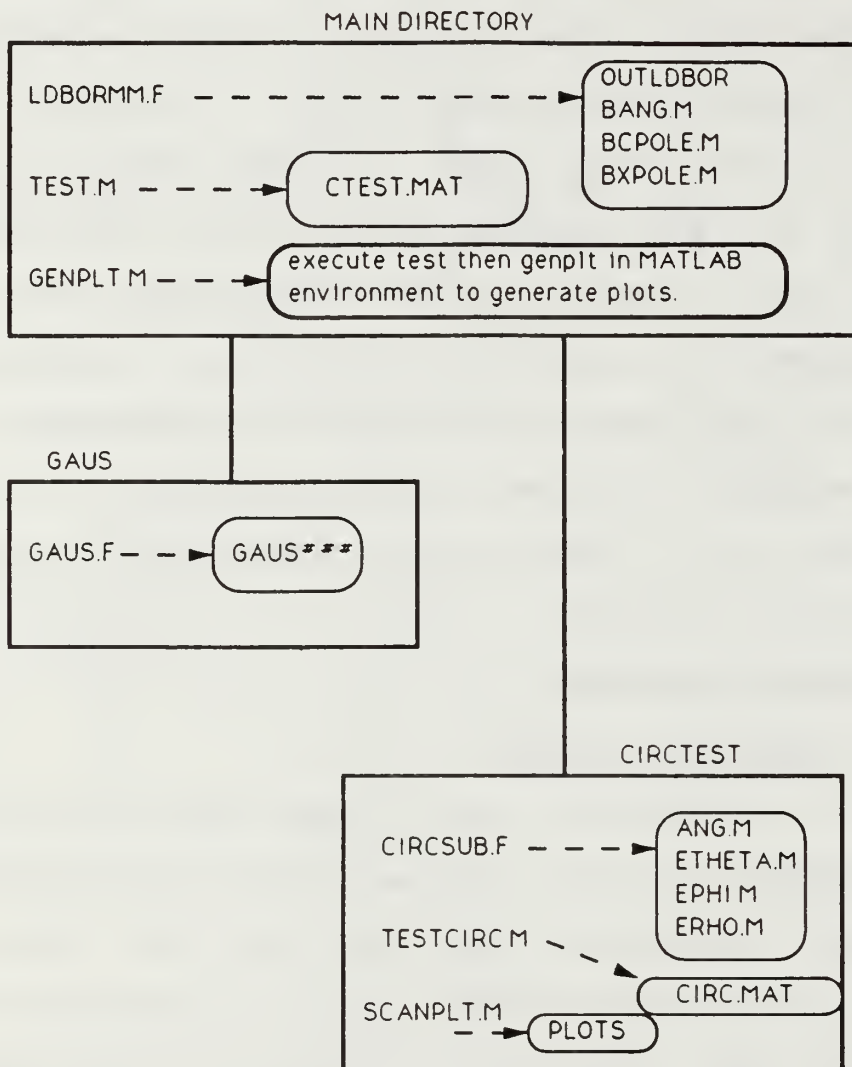 MAIN DIRECTORY
LDBORMM.F
OUTLDBOR
BANG.M
BCPOLE.M
BXPOLE.M
TEST.M
CTEST.MAT
GENPLT M
execute test then genplt in MATLAB
environment to generate plots.
GAUS
GAUS.F
GAUS###
CIRCTEST
CIRCSUB.F
ANG.M
ETHETA.M
EPHI M
ERHO.M
TESTCIRC M
CIRC.MAT
SCANPLT.M
PLOTS